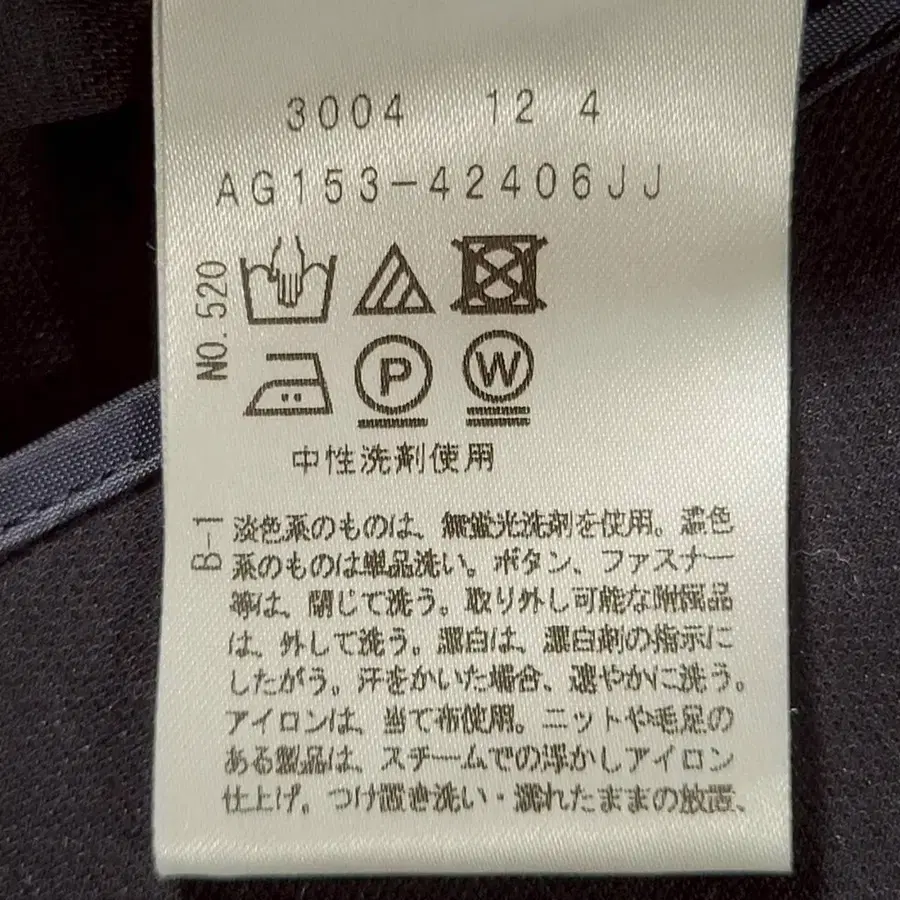 3004 12 4
AG153-42406JJ
NO.520
P
W
中性洗剤使用
B-1
淡色系のものは、無蛍光洗剤を使用。濃色
系のものは単品洗い。ボタン、ファスナー
等は、閉じて洗う。取り外し可能な附属品
は、外して洗う。漂白は、漂白剤の指示に
したがう。汗をかいた場合、速やかに洗う。
アイロンは、当て布使用。ニットや毛足の
ある製品は、スチームでの浮かしアイロン
仕上げ。つけ置き洗い・濡れたままの放置、